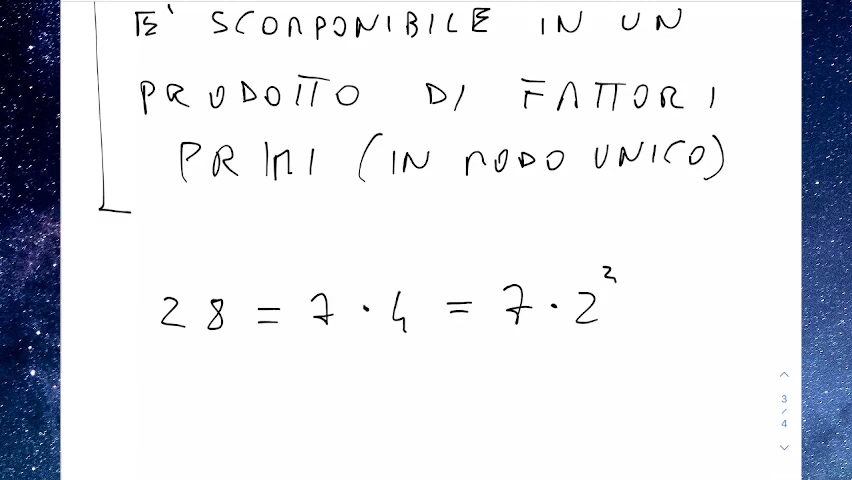 E' SCOMPONIBILE IN UN
PRODOTTO DI FATTORI
PRIMI (IN MODO UNICO)
28 = 7 · 4 = 7 · 2²
3
/
4